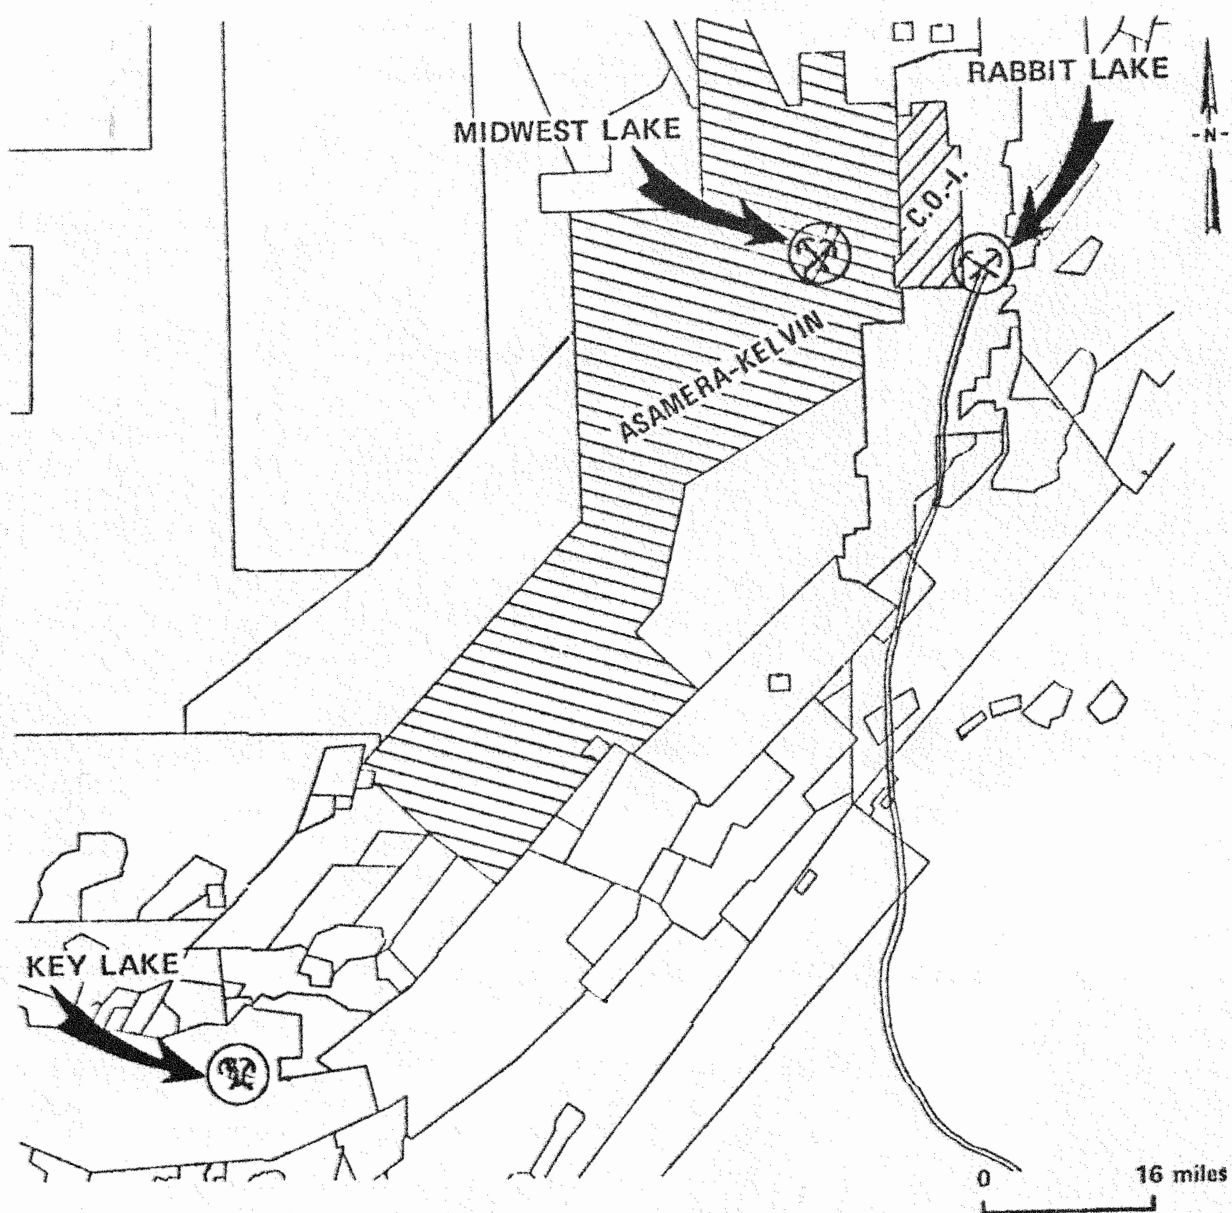 RABBIT LAKE
MIDWEST LAKE
-N-
C.O.-I.
ASAMERA-KELVIN
KEY LAKE
0 16 miles